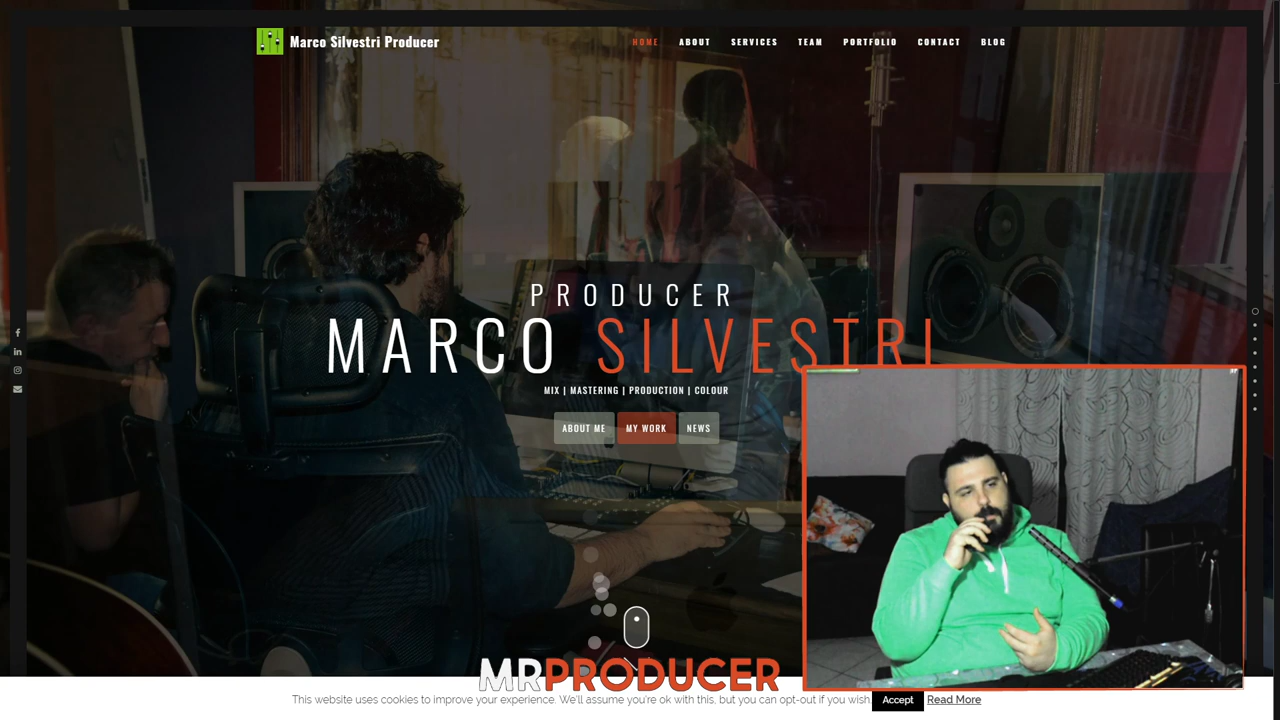 Marco Silvestri Producer
HOME ABOUT SERVICES TEAM PORTFOLIO CONTACT BLOG
PRODUCER
MARCO SILVESTRI
MIX | MASTERING | PRODUCTION | COLOUR
ABOUT ME MY WORK NEWS
MRPRODUCER
This website uses cookies to improve your experience. We'll assume you're ok with this, but you can opt-out if you wish. Accept Read More